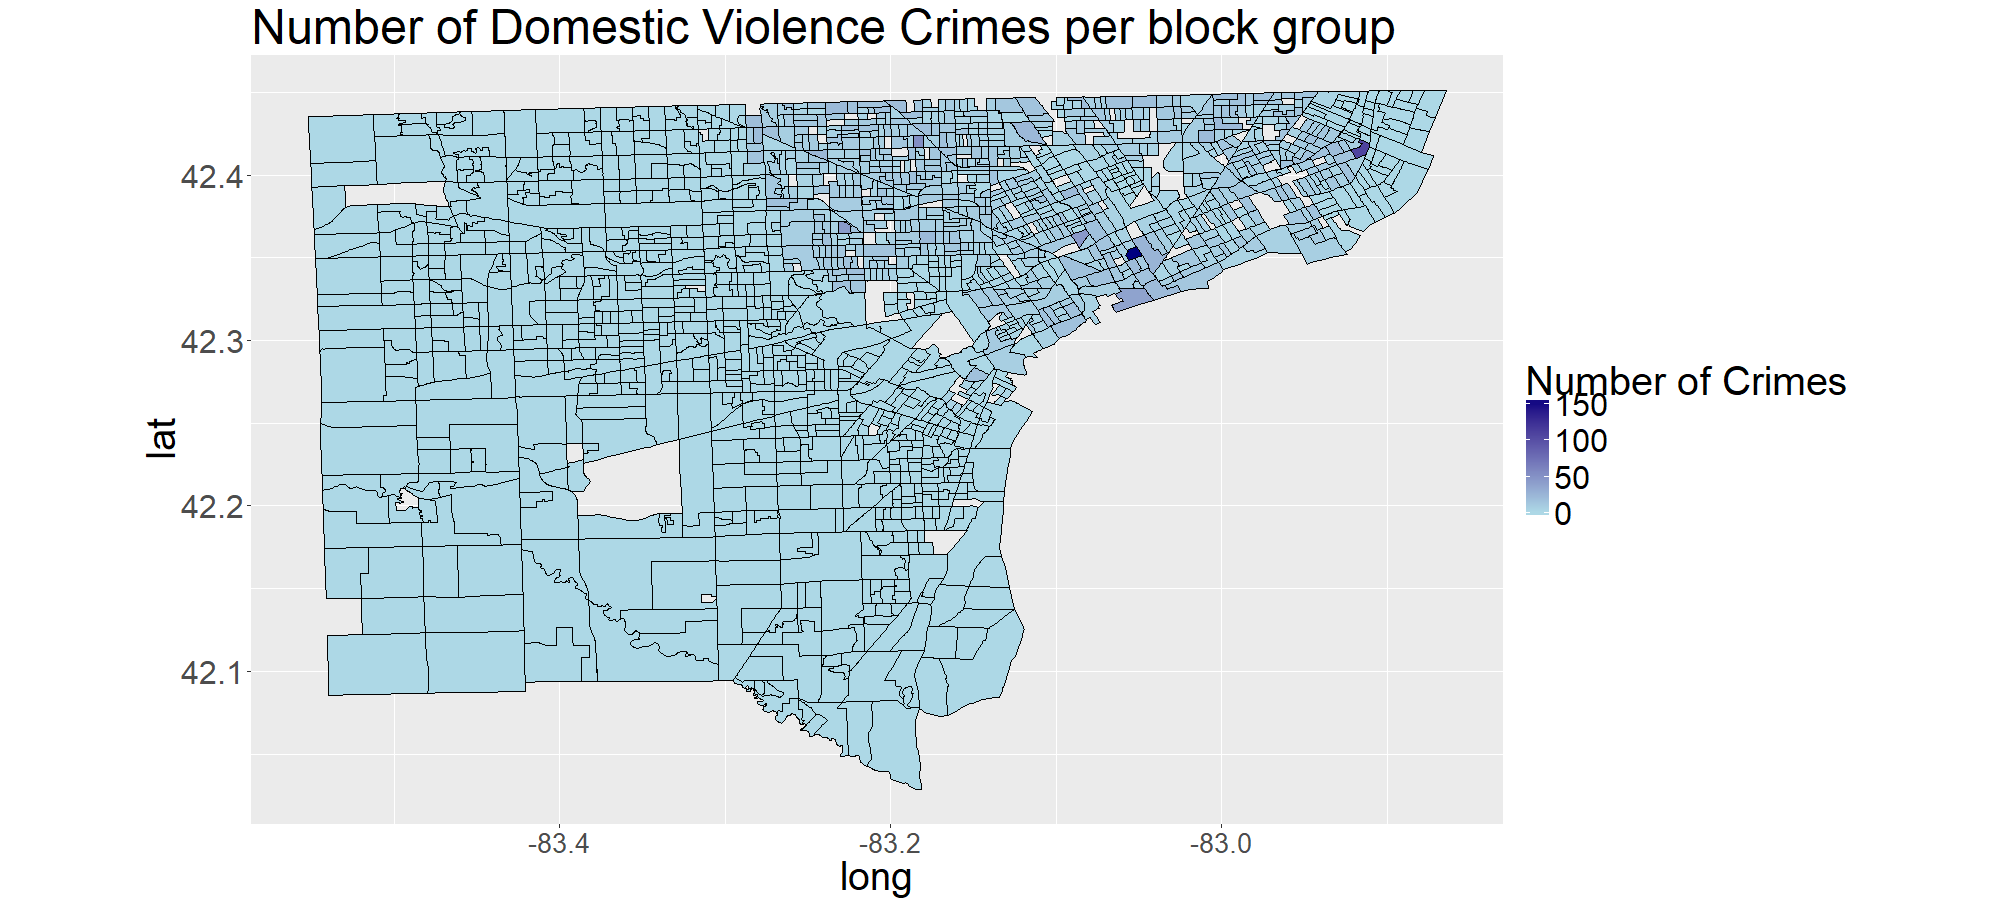 Number of Domestic Violence Crimes per block group
42.4
42.3
42.2
42.1
lat
-83.4
-83.2
-83.0
long
Number of Crimes
150
100
50
0